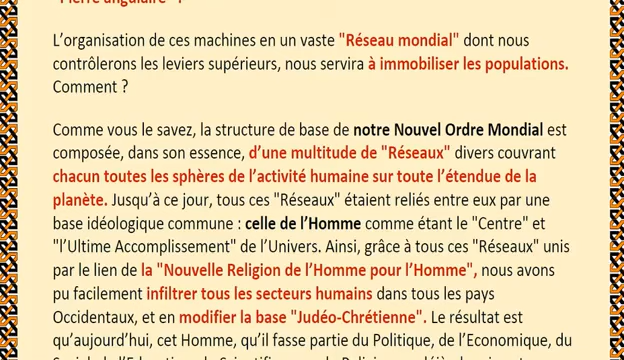 "Pierre angulaire" ?
L’organisation de ces machines en un vaste "Réseau mondial" dont nous
contrôlerons les leviers supérieurs, nous servira à immobiliser les populations.
Comment ?
Comme vous le savez, la structure de base de notre Nouvel Ordre Mondial est
composée, dans son essence, d’une multitude de "Réseaux" divers couvrant
chacun toutes les sphères de l’activité humaine sur toute l’étendue de la
planète. Jusqu’à ce jour, tous ces "Réseaux" étaient reliés entre eux par une
base idéologique commune : celle de l’Homme comme étant le "Centre" et
"l’Ultime Accomplissement" de l’Univers. Ainsi, grâce à tous ces "Réseaux" unis
par le lien de la "Nouvelle Religion de l’Homme pour l’Homme", nous avons
pu facilement infiltrer tous les secteurs humains dans tous les pays
Occidentaux, et en modifier la base "Judéo-Chrétienne". Le résultat est
qu’aujourd’hui, cet Homme, qu’il fasse partie du Politique, de l’Economique, du